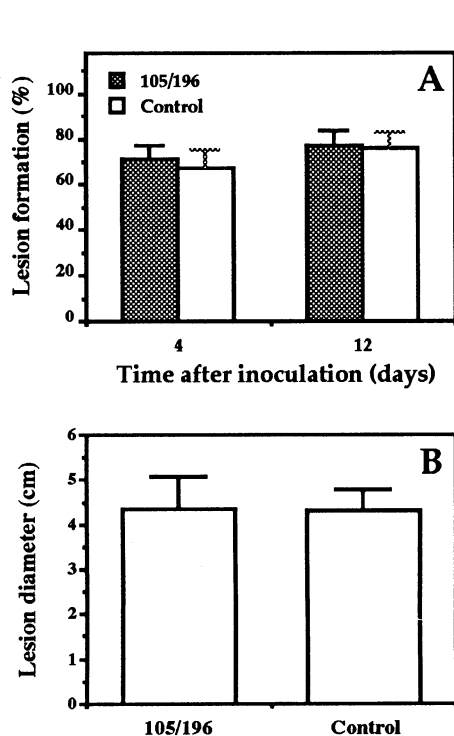 A
105/196
Control
Lesion formation (%)
100
80
60
40
20
0
4 12
Time after inoculation (days)
B
Lesion diameter (cm)
6
5
4
3
2
1
0
105/196 Control